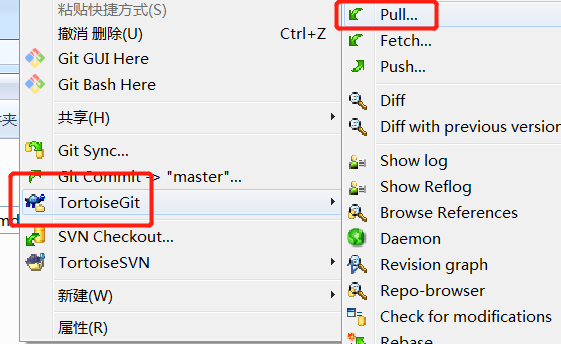 粘贴快捷方式(S)
撤消 删除(U) Ctrl+Z
Git GUI Here
Git Bash Here
共享(H)
Git Sync...
Git Commit -> "master"...
TortoiseGit
SVN Checkout...
TortoiseSVN
新建(W)
属性(R)
Pull...
Fetch...
Push...
Diff
Diff with previous version
Show log
Show Reflog
Browse References
Daemon
Revision graph
Repo-browser
Check for modifications
Rebase